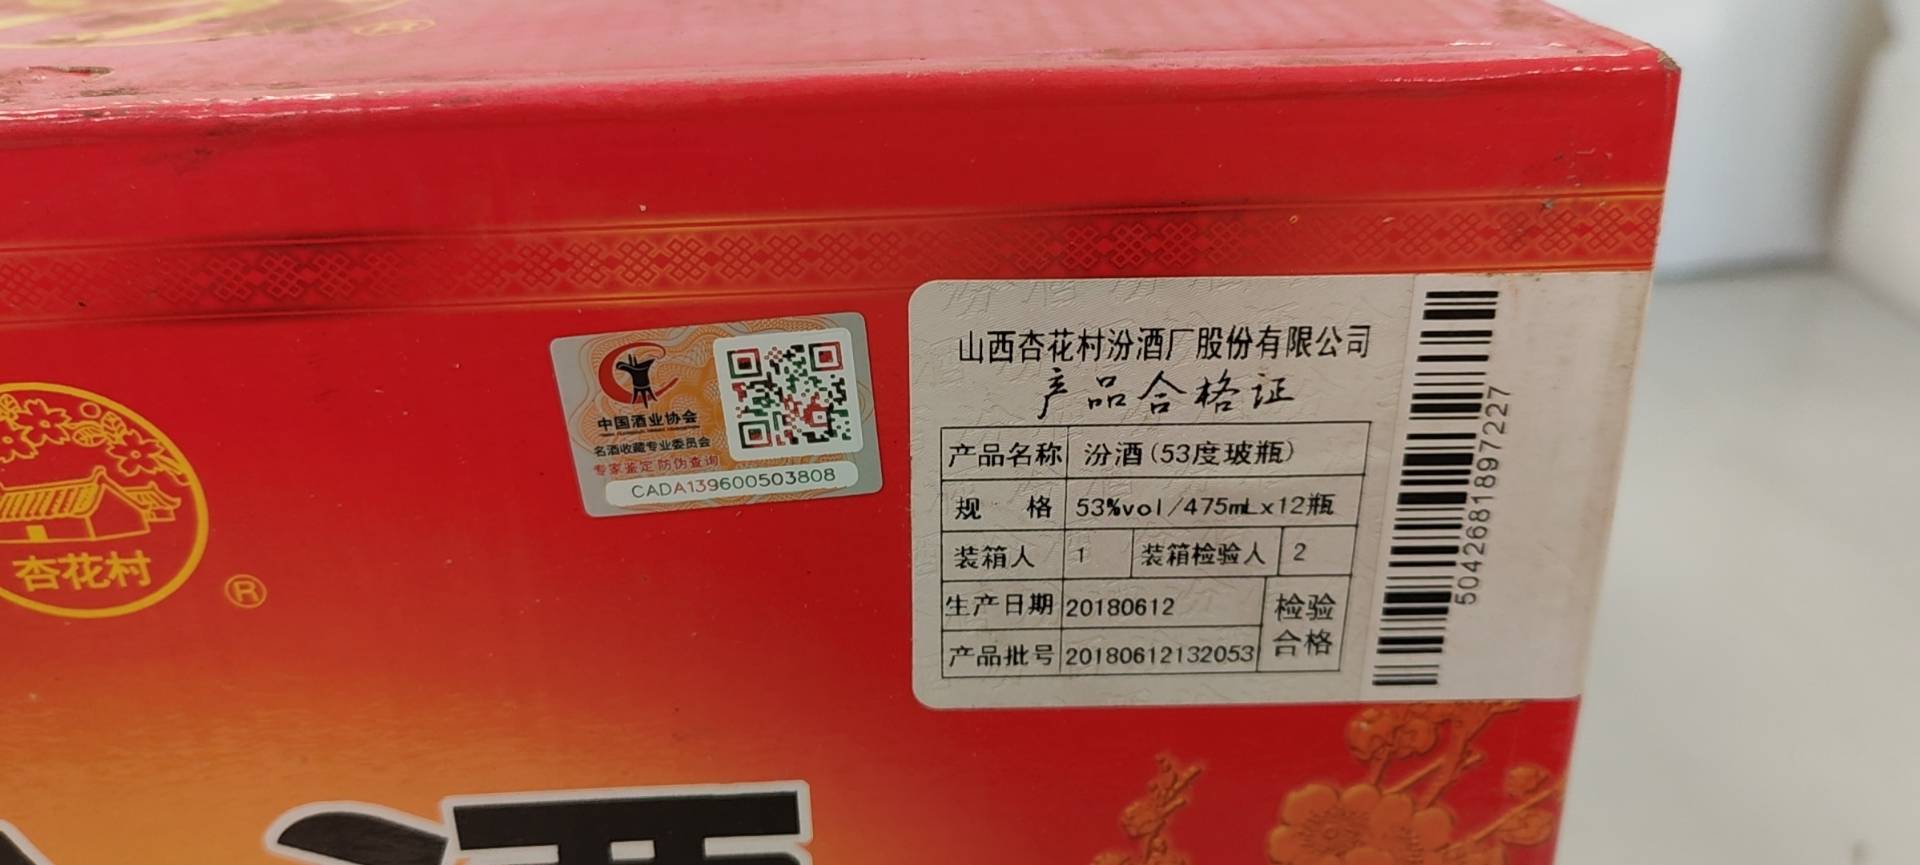 中国酒业协会
名酒收藏专业委员会
专家鉴定 防伪查询
CADA139600503808
杏花村
®
山西杏花村汾酒厂股份有限公司
产品合格证
产品名称 汾酒(53度玻瓶)
规 格 53%vol/475mLx12瓶
装箱人 1 装箱检验人 2
生产日期 20180612
检验合格
产品批号 20180612132053
5042681897227
酒